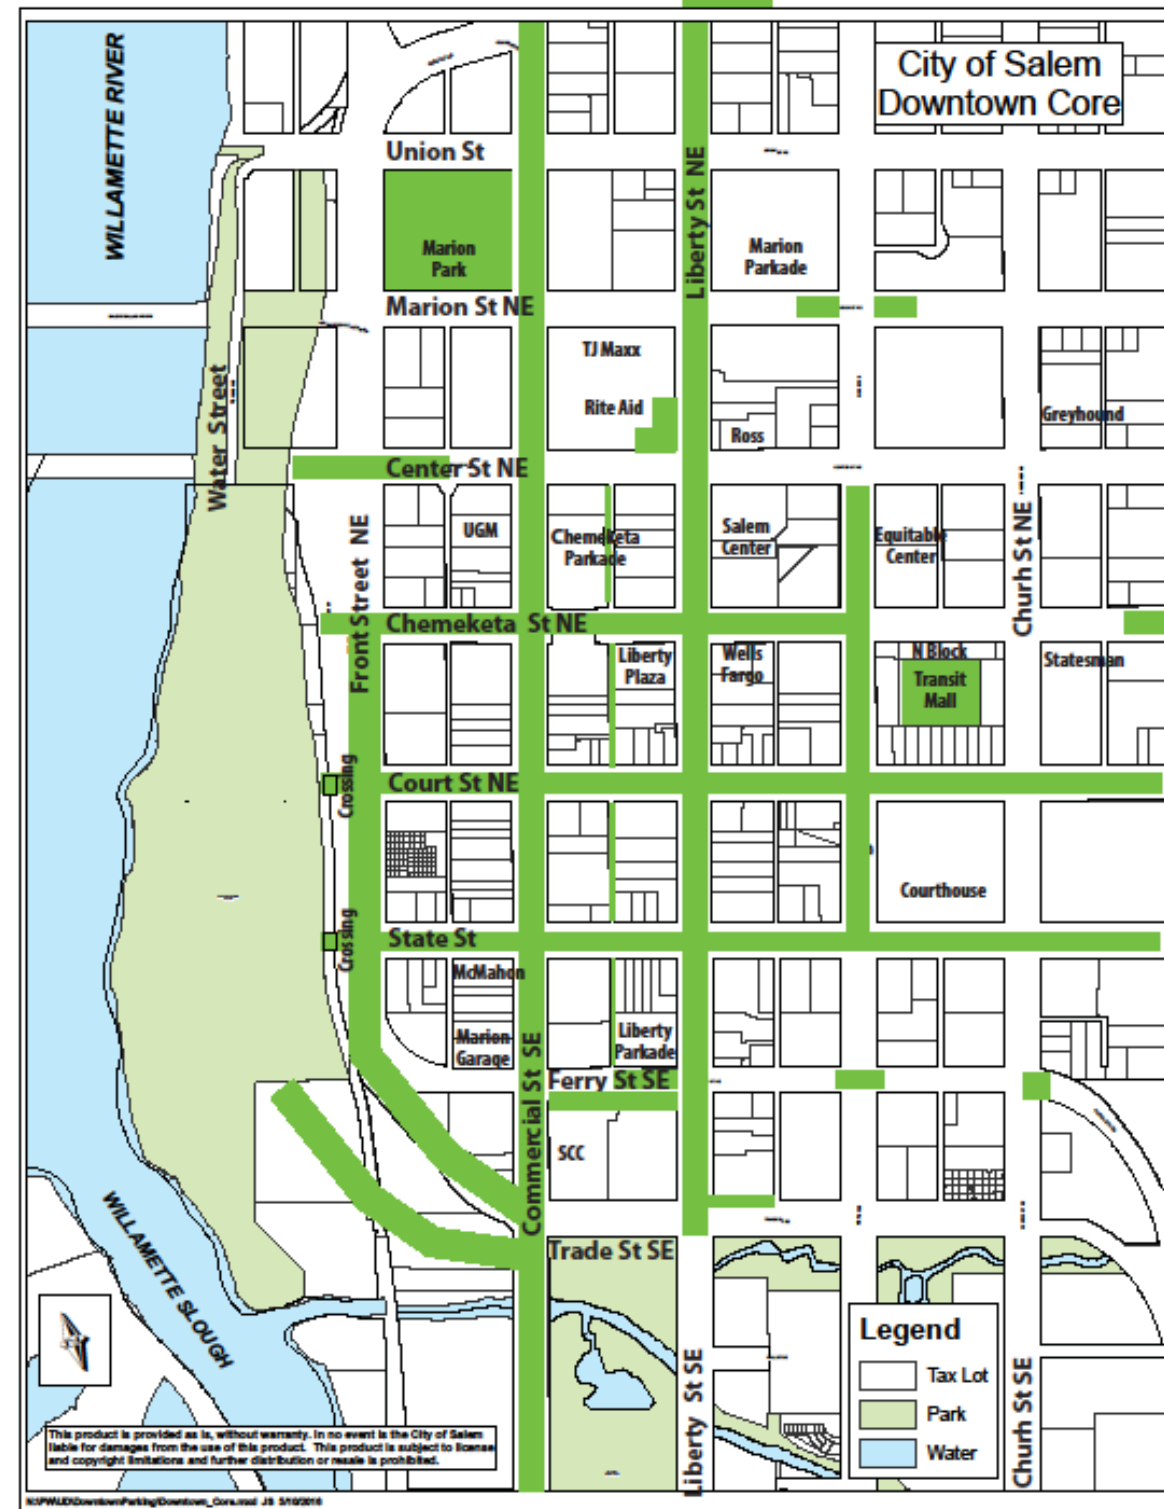 City of Salem
Downtown Core
WILLAMETTE RIVER
Union St
Liberty St NE
Marion
Park
Marion
Parkade
Marion St NE
TJ Maxx
Rite Aid
Ross
Greyhound
Water Street
Center St NE
Front Street NE
UGM
Chemeketa
Parkade
Salem
Center
Equitable
Center
Churh St NE
Chemeketa St NE
Liberty
Plaza
Wells
Fargo
N Block
Transit
Mall
Statesman
Crossing
Court St NE
Courthouse
Crossing
State St
McMahon
Marion
Garage
Liberty
Parkade
Commercial St SE
Ferry St SE
SCC
WILLAMETTE SLOUGH
Trade St SE
Liberty St SE
Churh St SE
Legend
Tax Lot
Park
Water
This product is provided as is, without warranty. In no event is the City of Salem
liable for damages from the use of this product. This product is subject to license
and copyright limitations and further distribution or resale is prohibited.